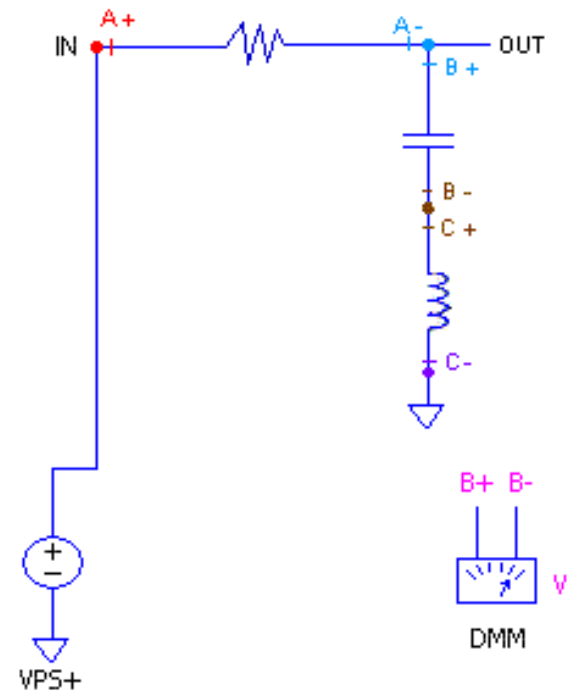 A+
IN
A-
OUT
B+
B-
C+
C-
+
−
VPS+
B+ B-
V
DMM